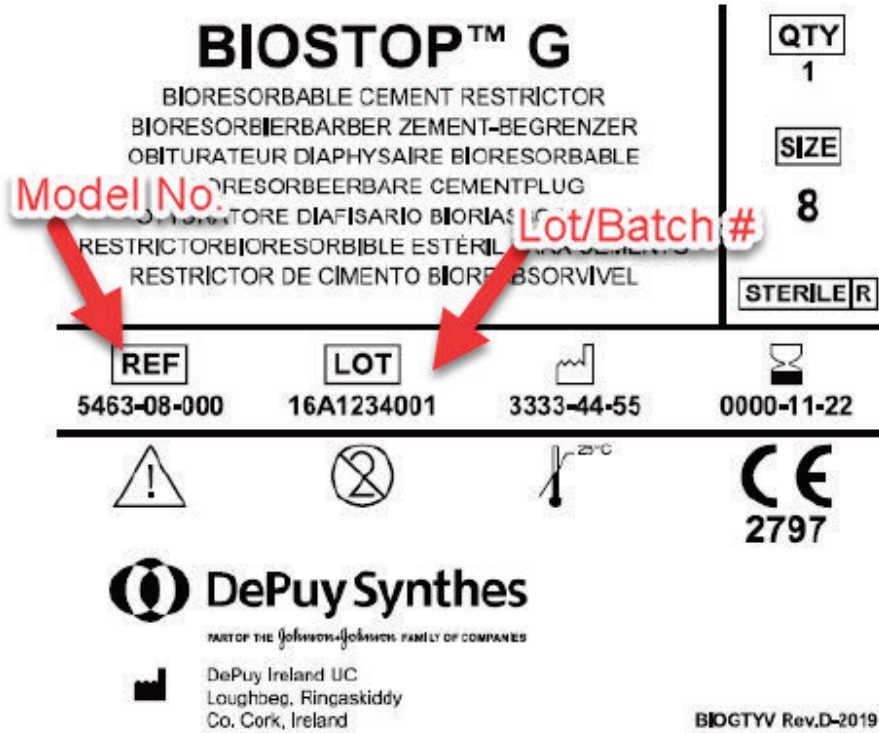 BIOSTOP™ G
BIORESORBABLE CEMENT RESTRICTOR
BIORESORBIERBARBER ZEMENT-BEGRENZER
OBITURATEUR DIAPHYSAIRE BIORESORBABLE
CEMENTPLUG
DIAFISARIO
RESTRICTORBIORESORBIBLE ESTÉRIL
RESTRICTOR DE CIMENTO
Model No.
Lot/Batch #
QTY
1
SIZE
8
STERILE R
REF
5463-08-000
LOT
16A1234001
3333-44-55
0000-11-22
2
25°C
CE
2797
DePuy Synthes
PART OF THE Johnson & Johnson FAMILY OF COMPANIES
DePuy Ireland UC
Loughbeg, Ringaskiddy
Co. Cork, Ireland
BIOGTYV Rev.D-2019